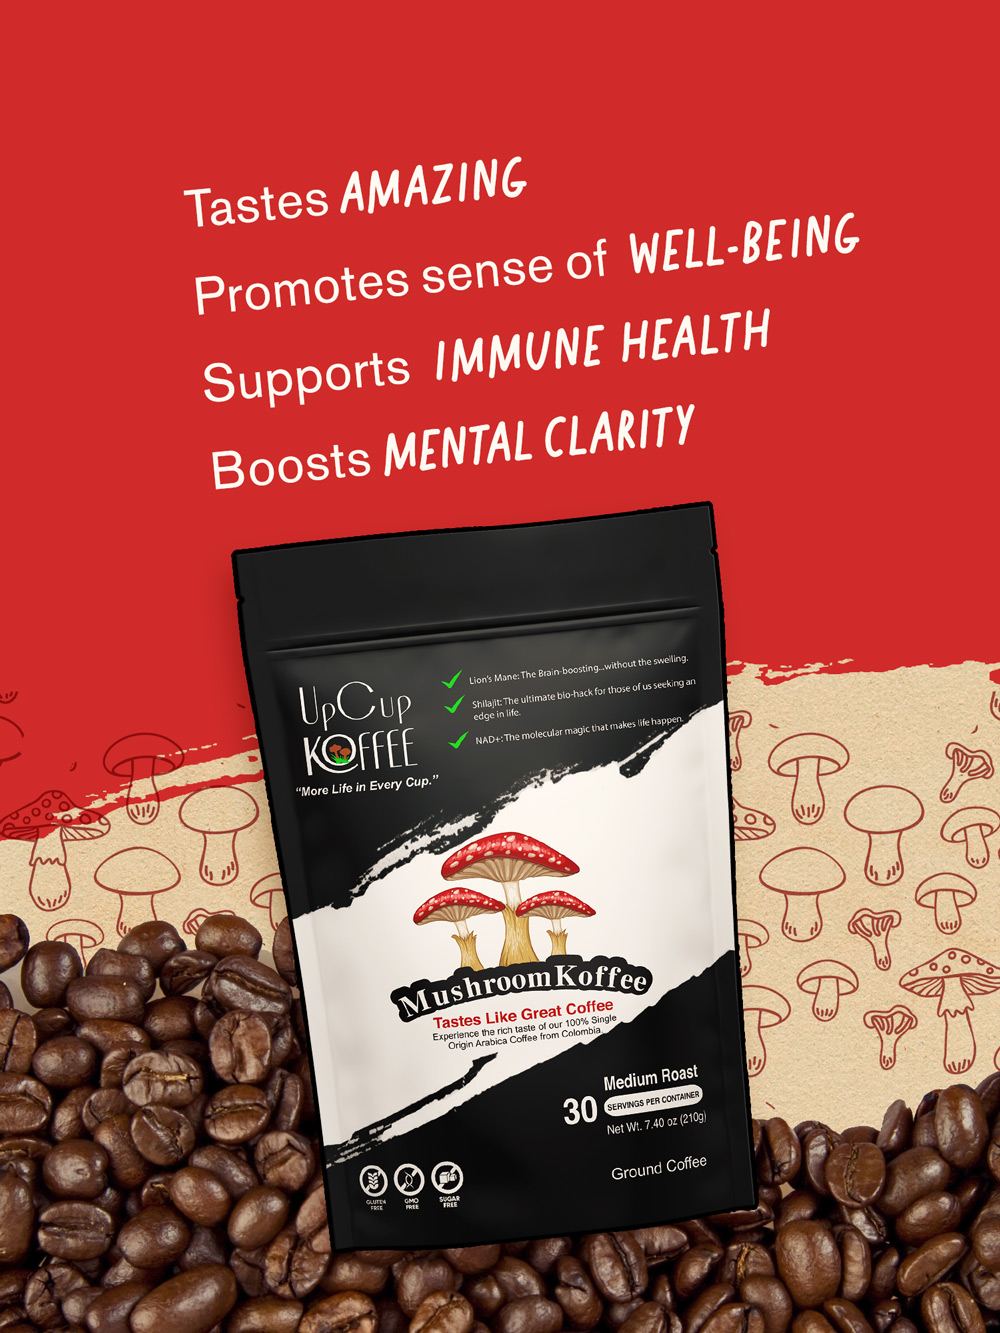 Tastes AMAZING
Promotes sense of WELL-BEING
Supports IMMUNE HEALTH
Boosts MENTAL CLARITY
UpCup
KOFFEE
“More Life in Every Cup.”
Lion's Mane: The Brain-boosting...without the swelling.
Shilajit: The ultimate bio-hack for those of us seeking an
edge in life.
NAD+: The molecular magic that makes life happen.
MushroomKoffee
Tastes Like Great Coffee
Experience the rich taste of our 100% Single
Origin Arabica Coffee from Colombia.
Medium Roast
30 SERVINGS PER CONTAINER
Net Wt. 7.40 oz (210g)
Ground Coffee
GLUTEN
FREE
GMO
FREE
SUGAR
FREE